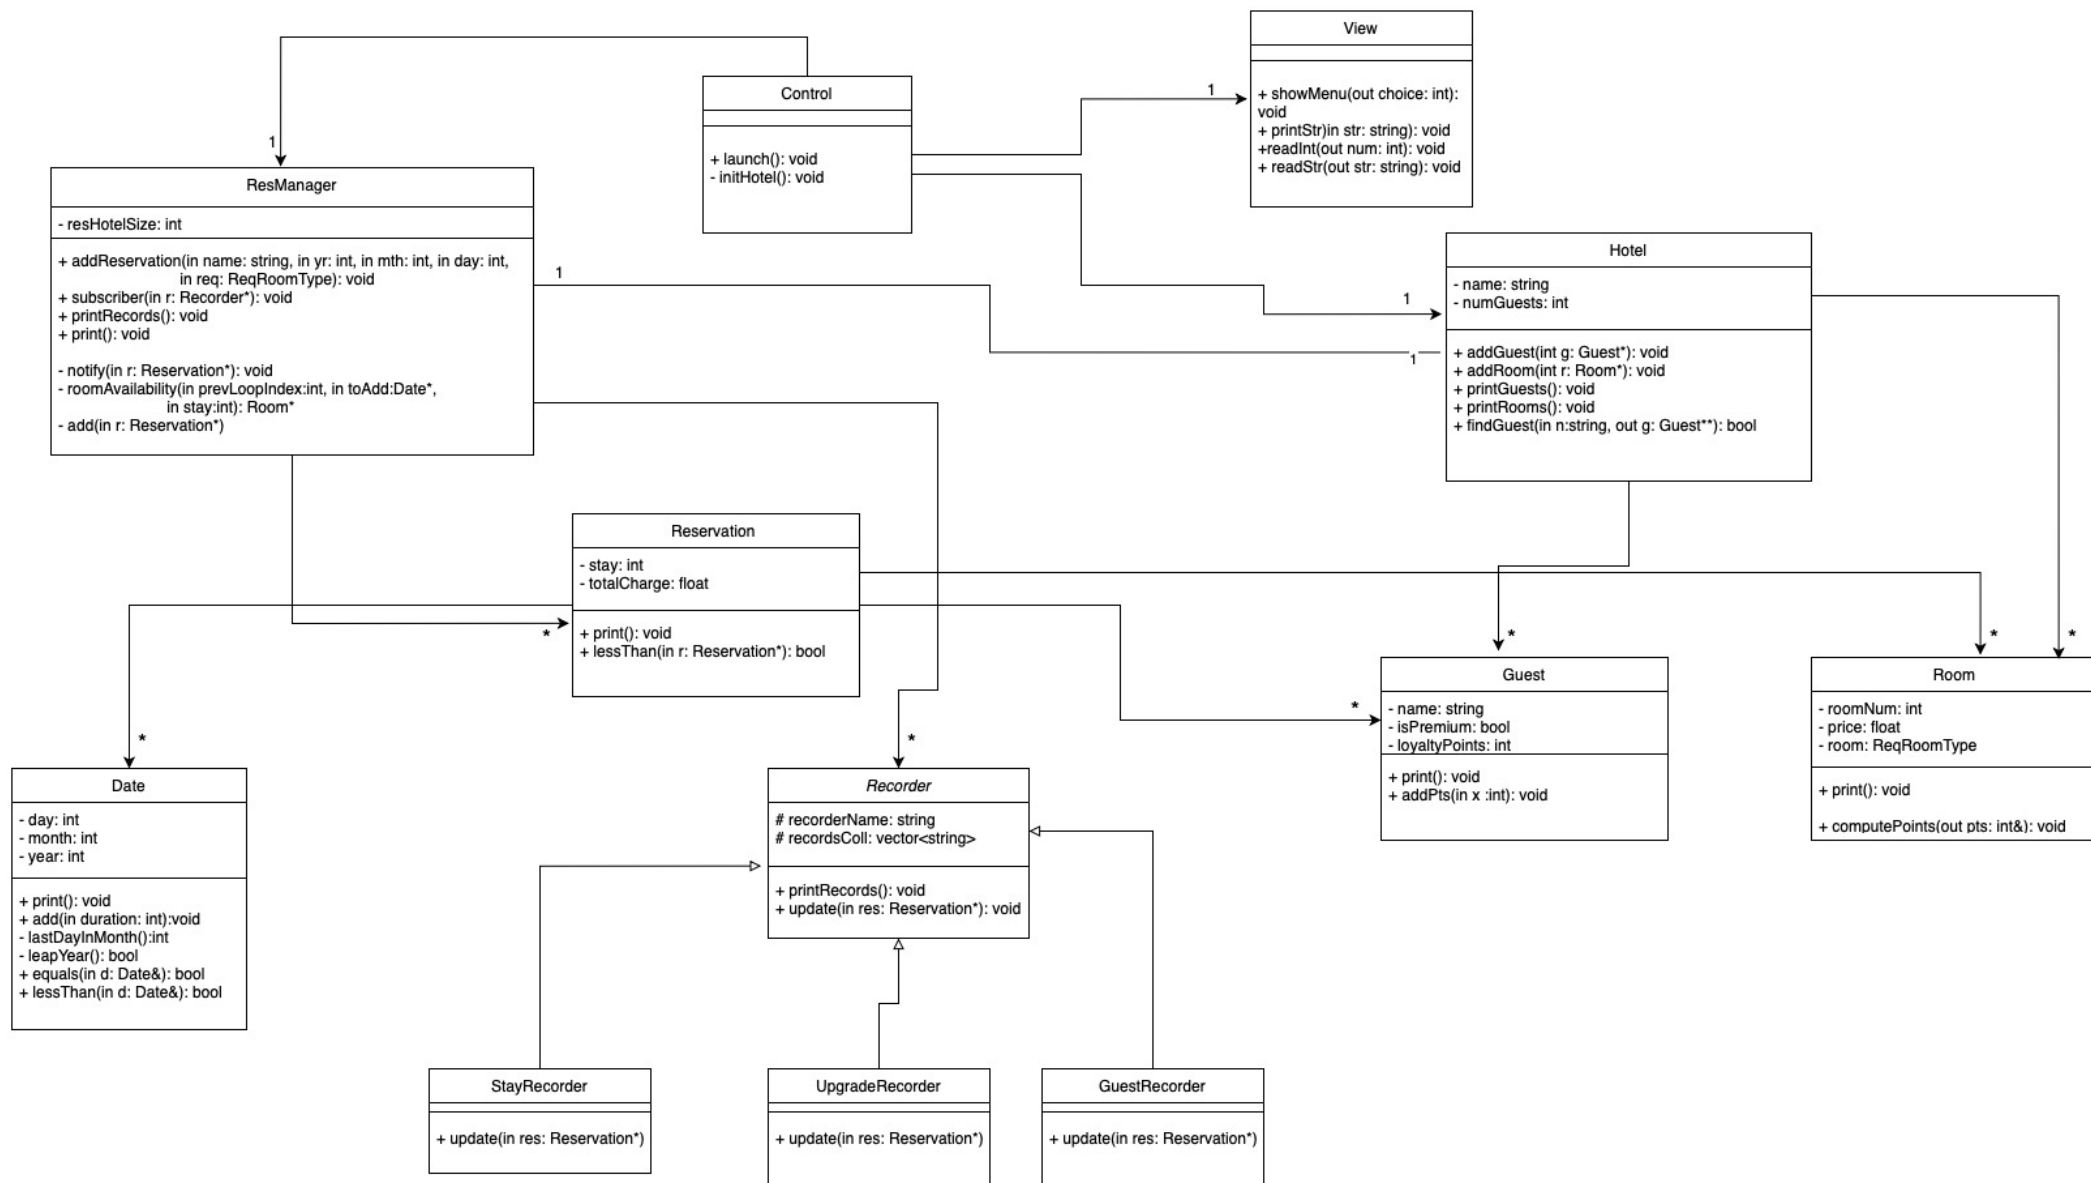 View
+ showMenu(out choice: int):
void
+ printStr)in str: string): void
+readInt(out num: int): void
+ readStr(out str: string): void
1
Control
+ launch(): void
- initHotel(): void
1
ResManager
- resHotelSize: int
+ addReservation(in name: string, in yr: int, in mth: int, in day: int,
in req: ReqRoomType): void
+ subscriber(in r: Recorder*): void
+ printRecords(): void
+ print(): void
- notify(in r: Reservation*): void
- roomAvailability(in prevLoopIndex:int, in toAdd:Date*,
in stay:int): Room*
- add(in r: Reservation*)
1
1
1
Hotel
- name: string
- numGuests: int
+ addGuest(int g: Guest*): void
+ addRoom(int r: Room*): void
+ printGuests(): void
+ printRooms(): void
+ findGuest(in n:string, out g: Guest**): bool
Reservation
- stay: int
- totalCharge: float
+ print(): void
+ lessThan(in r: Reservation*): bool
*
*
*
*
*
*
*
Guest
- name: string
- isPremium: bool
- loyaltyPoints: int
+ print(): void
+ addPts(in x :int): void
Room
- roomNum: int
- price: float
- room: ReqRoomType
+ print(): void
+ computePoints(out pts: int&): void
Date
- day: int
- month: int
- year: int
+ print(): void
+ add(in duration: int):void
- lastDayInMonth():int
- leapYear(): bool
+ equals(in d: Date&): bool
+ lessThan(in d: Date&): bool
Recorder
# recorderName: string
# recordsColl: vector<string>
+ printRecords(): void
+ update(in res: Reservation*): void
StayRecorder
+ update(in res: Reservation*)
UpgradeRecorder
+ update(in res: Reservation*)
GuestRecorder
+ update(in res: Reservation*)